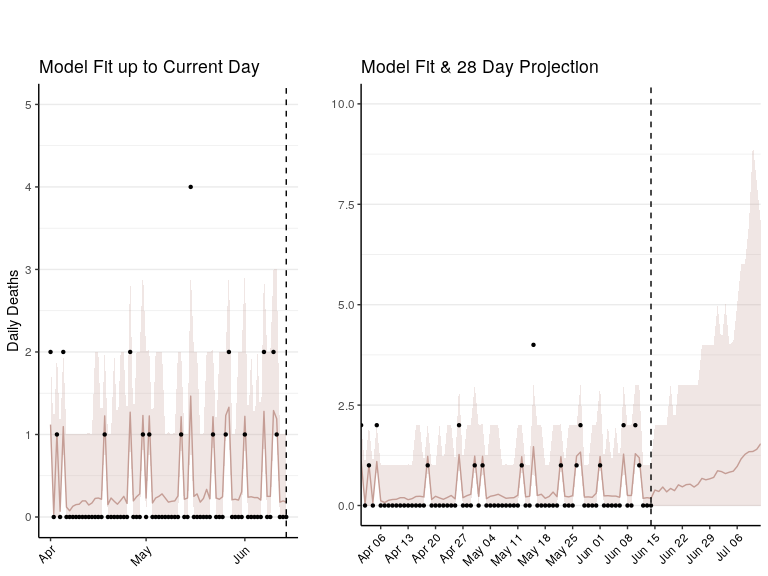 Model Fit up to Current Day
Model Fit & 28 Day Projection
Daily Deaths
5
4
3
2
1
0
Apr
May
Jun
10.0
7.5
5.0
2.5
0.0
Apr 06
Apr 13
Apr 20
Apr 27
May 04
May 11
May 18
May 25
Jun 01
Jun 08
Jun 15
Jun 22
Jun 29
Jul 06